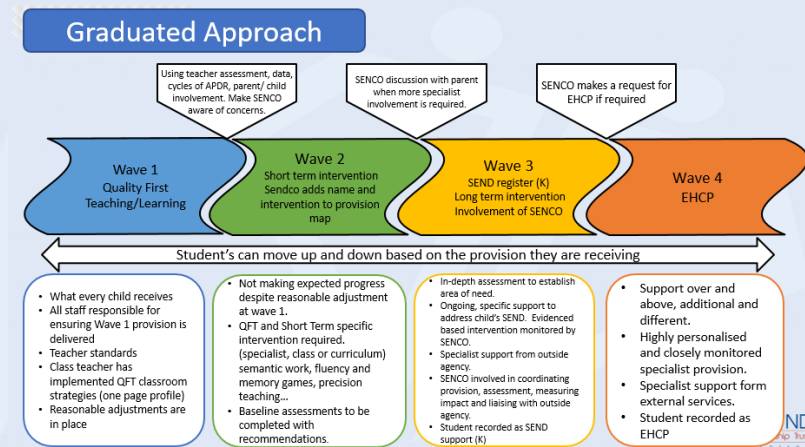 Graduated Approach
Using teacher assessment, data,
cycles of APDR, parent/ child
involvement. Make SENCO
aware of concerns.
SENCO discussion with parent
when more specialist
involvement is required.
SENCO makes a request for
EHCP if required
Wave 1
Quality First
Teaching/Learning
Wave 2
Short term intervention
Sendco adds name and
intervention to provision
map
Wave 3
SEND register (K)
Long term intervention
Involvement of SENCO
Wave 4
EHCP
Student's can move up and down based on the provision they are receiving
• What every child receives
• All staff responsible for
ensuring Wave 1 provision is
delivered
• Teacher standards
• Class teacher has
implemented QFT classroom
strategies (one page profile)
• Reasonable adjustments are
in place
• Not making expected progress
despite reasonable adjustment
at wave 1.
• QFT and Short Term specific
intervention required.
(specialist, class or curriculum)
semantic work, fluency and
memory games, precision
teaching...
• Baseline assessments to be
completed with
recommendations.
• In-depth assessment to establish
area of need.
• Ongoing, specific support to
address child's SEND. Evidenced
based intervention monitored by
SENCO.
• Specialist support from outside
agency.
• SENCO involved in coordinating
provision, assessment, measuring
impact and liaising with outside
agency.
• Student recorded as SEND
support (K)
• Support over and
above, additional and
different.
• Highly personalised
and closely monitored
specialist provision.
• Specialist support form
external services.
• Student recorded as
EHCP